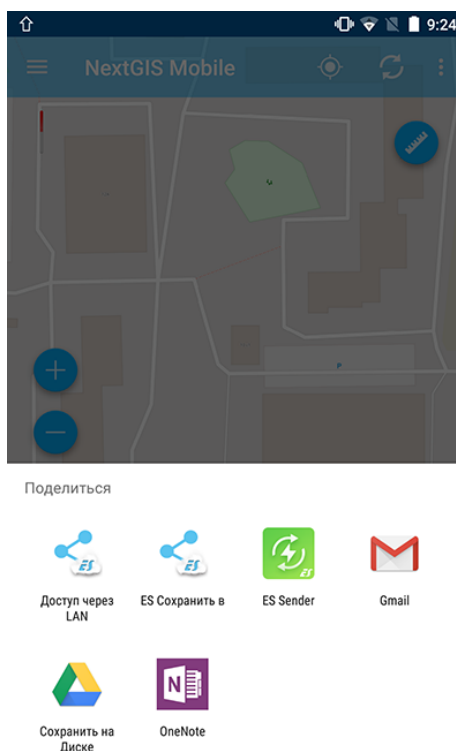 9:24
NextGIS Mobile
P
Поделиться
Доступ через
LAN
ES Сохранить в
ES Sender
Gmail
Сохранить на
Диске
OneNote